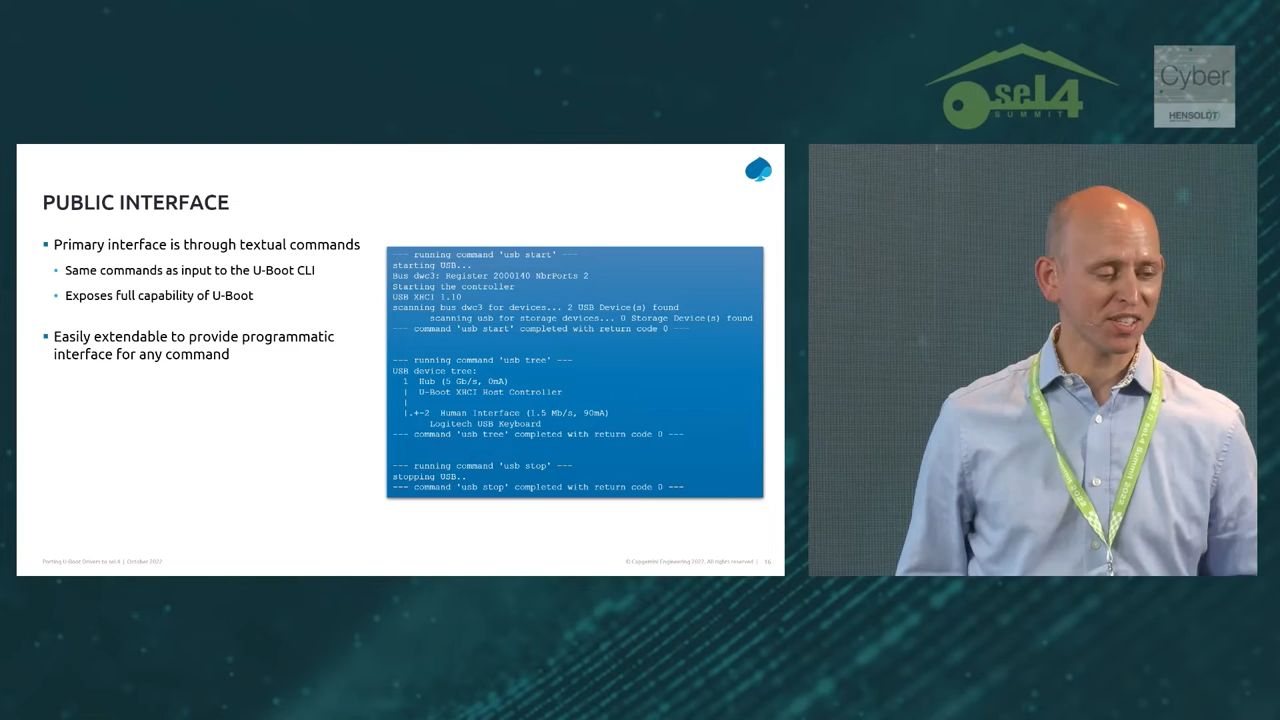 seL4
SUMMIT
Cyber
HENSOLDT
PUBLIC INTERFACE
Primary interface is through textual commands
Same commands as input to the U-Boot CLI
Exposes full capability of U-Boot
Easily extendable to provide programmatic
interface for any command
--- running command 'usb start' ---
starting USB...
Bus dwc3: Register 2000140 NbrPorts 2
Starting the controller
USB XHCI 1.10
scanning bus dwc3 for devices... 2 USB Device(s) found
scanning usb for storage devices... 0 Storage Device(s) found
--- command 'usb start' completed with return code 0 ---
--- running command 'usb tree' ---
USB device tree:
1 Hub (5 Gb/s, 0mA)
| U-Boot XHCI Host Controller
|
|.+-2 Human Interface (1.5 Mb/s, 90mA)
Logitech USB Keyboard
--- command 'usb tree' completed with return code 0 ---
--- running command 'usb stop' ---
stopping USB..
--- command 'usb stop' completed with return code 0 ---
Porting U-Boot Drivers to seL4 | October 2022
© Capgemini Engineering 2022. All rights reserved | 16